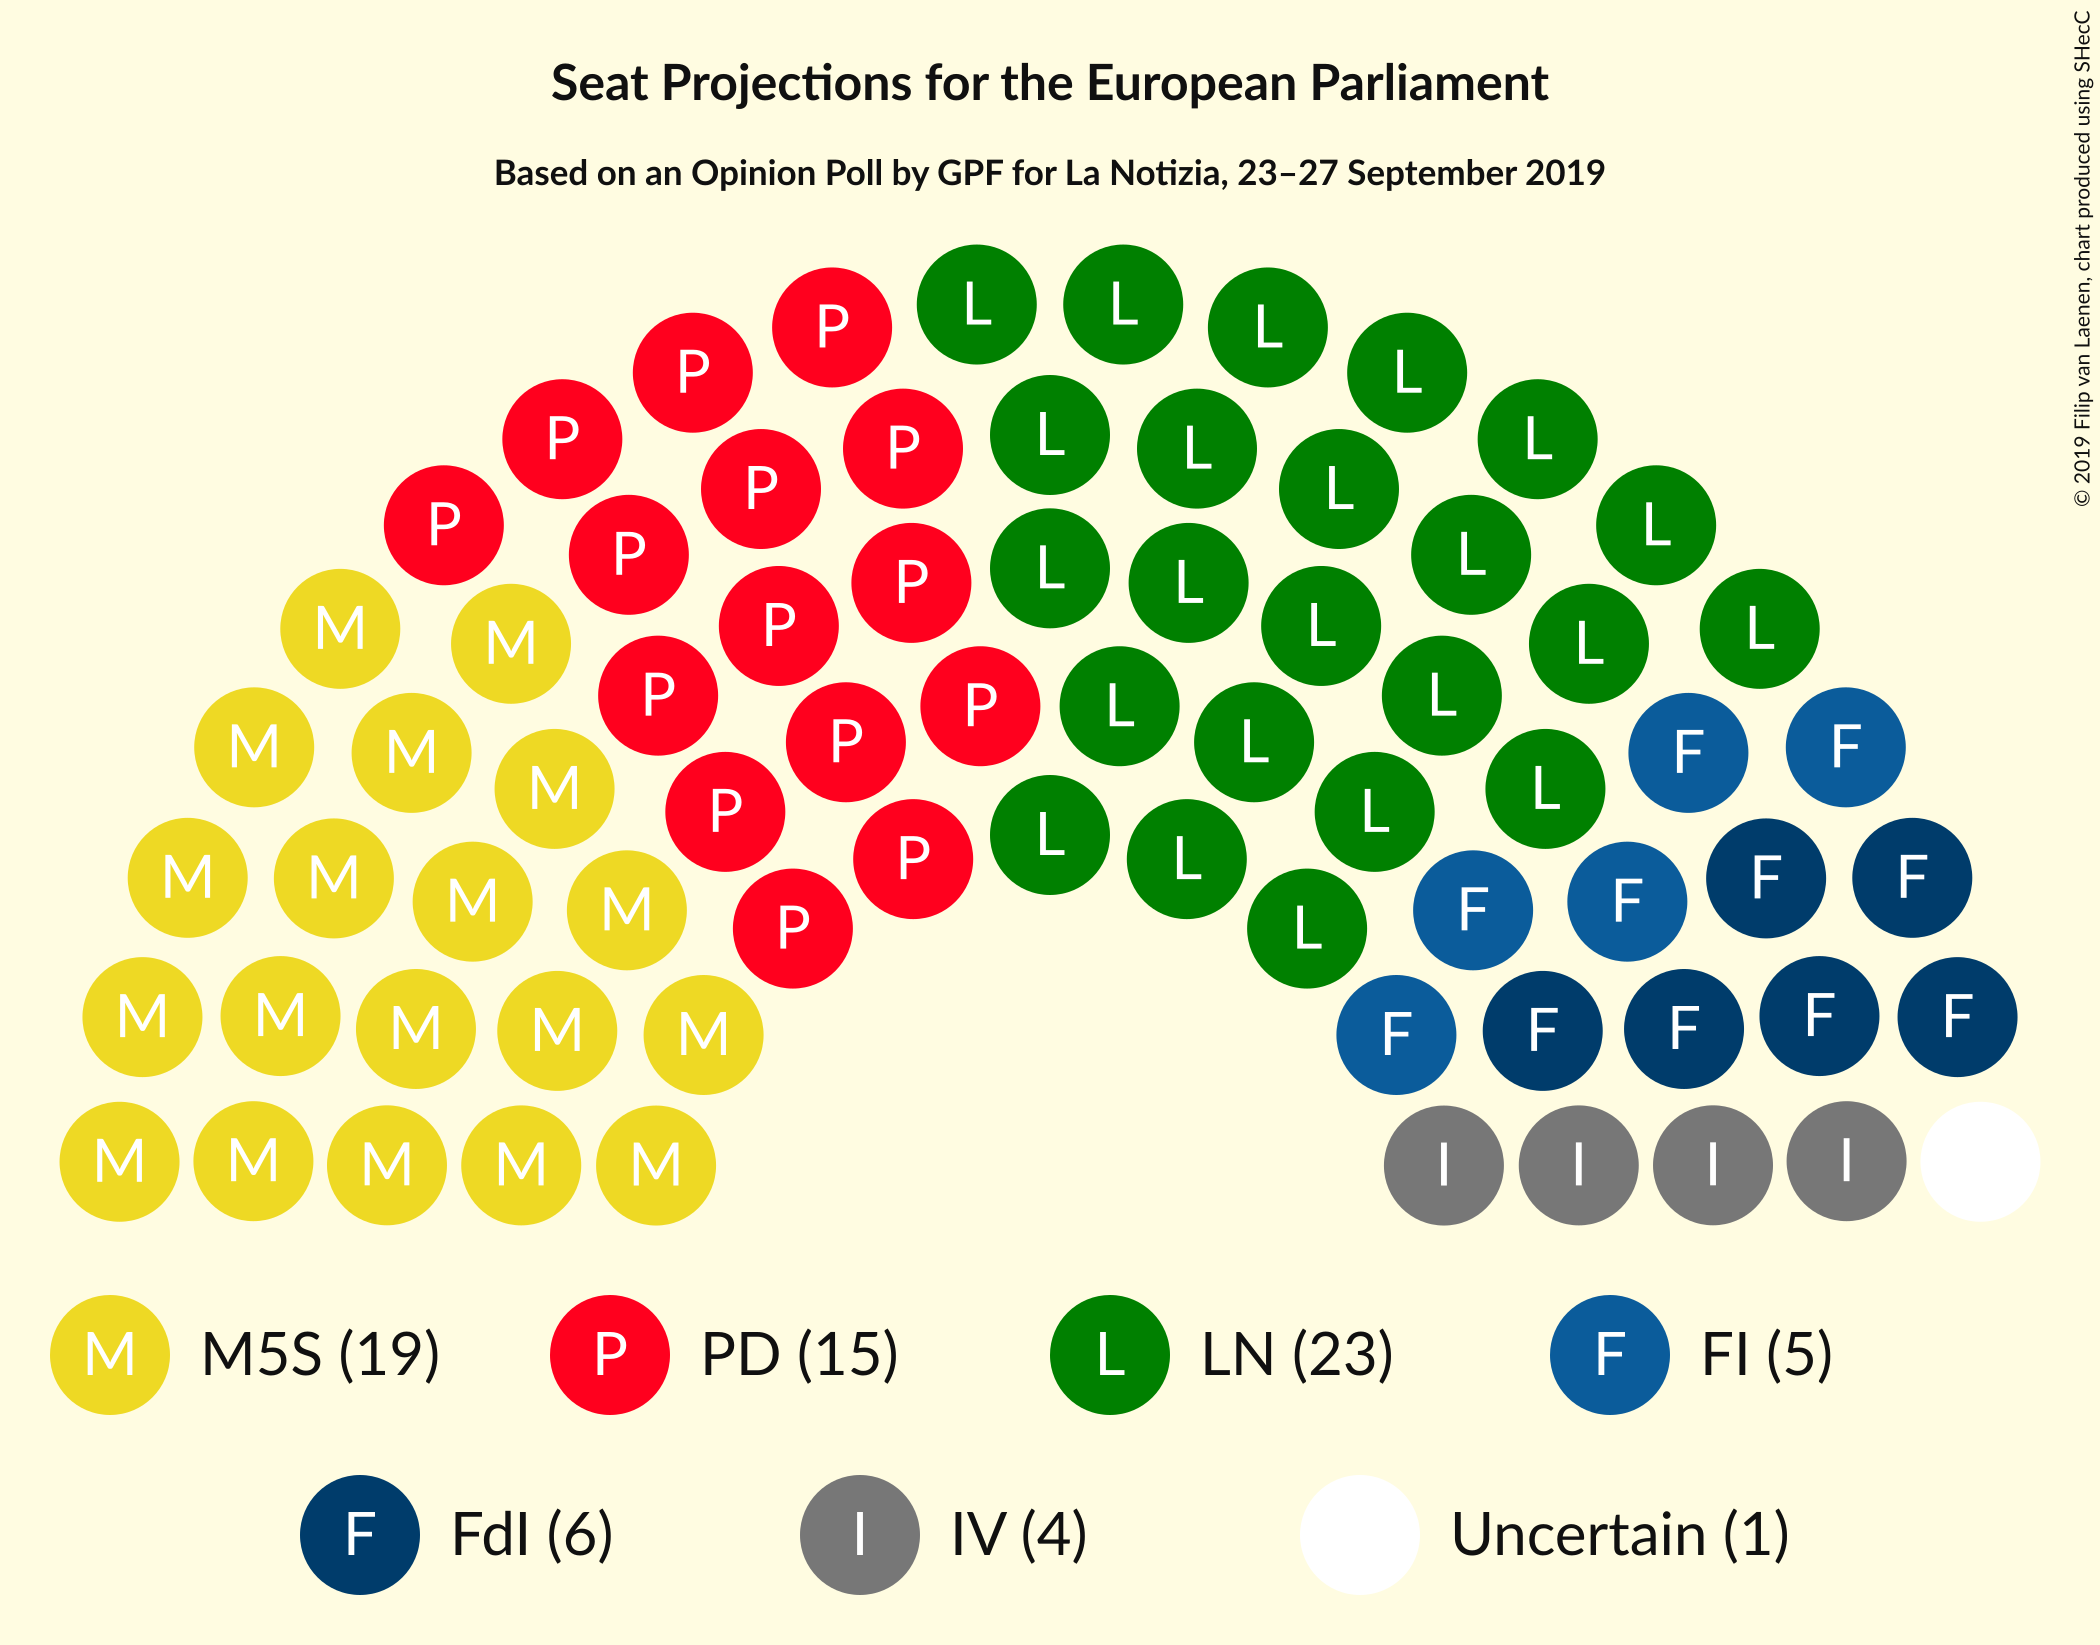 Seat Projections for the European Parliament
Based on an Opinion Poll by GPF for La Notizia, 23–27 September 2019
© 2019 Filip van Laenen, chart produced using SHecC
L L
P L
P L
P L
P P L L
P L
P L
P L
P L
P L
M M P L L L
P L
P P L L
M M P L F F
M P L L
P L
P L
M M M M F F F F
P L
M M M M M F F F F F
M M M M M I I I I
M M5S (19) P PD (15) L LN (23) F FI (5)
F FdI (6) I IV (4) Uncertain (1)